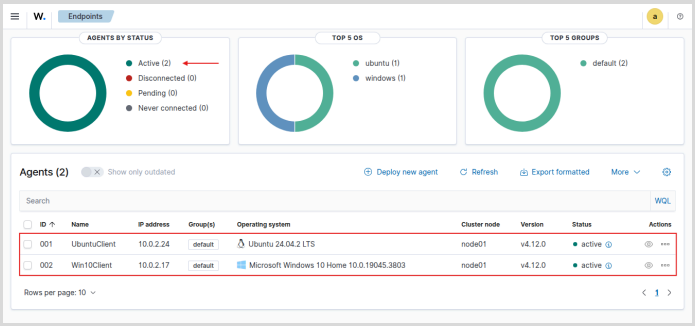 W. Endpoints a
AGENTS BY STATUS
Active (2)
Disconnected (0)
Pending (0)
Never connected (0)
TOP 5 OS
ubuntu (1)
windows (1)
TOP 5 GROUPS
default (2)
Agents (2) Show only outdated Deploy new agent Refresh Export formatted More
Search WQL
ID Name IP address Group(s) Operating system Cluster node Version Status Actions
001 UbuntuClient 10.0.2.24 default Ubuntu 24.04.2 LTS node01 v4.12.0 active
002 Win10Client 10.0.2.17 default Microsoft Windows 10 Home 10.0.19045.3803 node01 v4.12.0 active
Rows per page: 10 1